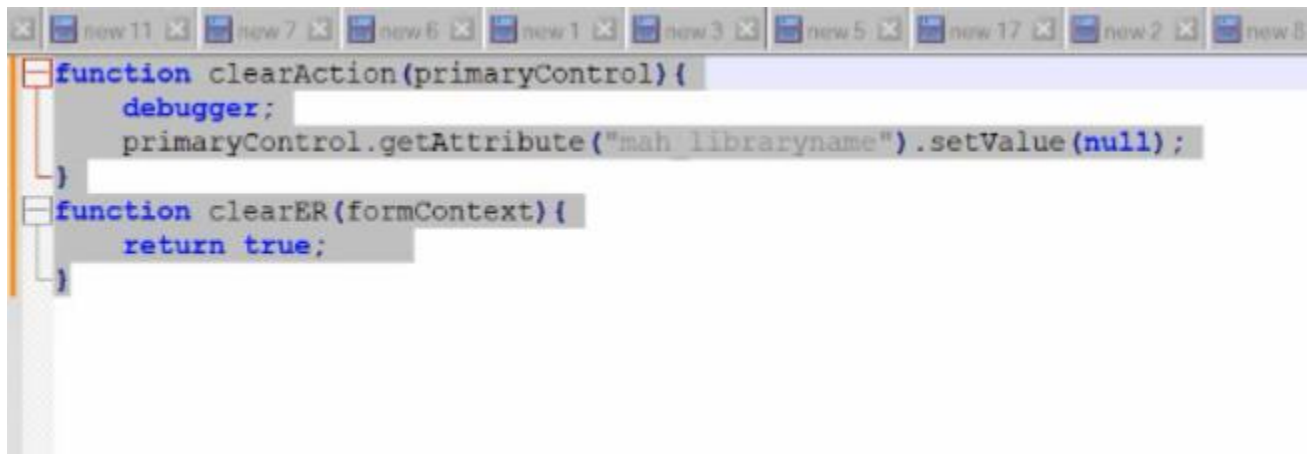 new 11 new 7 new 6 new 1 new 3 new 5 new 17 new 2 new 8
function clearAction(primaryControl){
debugger;
primaryControl.getAttribute("mah_libraryname").setValue(null);
}
function clearER(formContext){
return true;
}